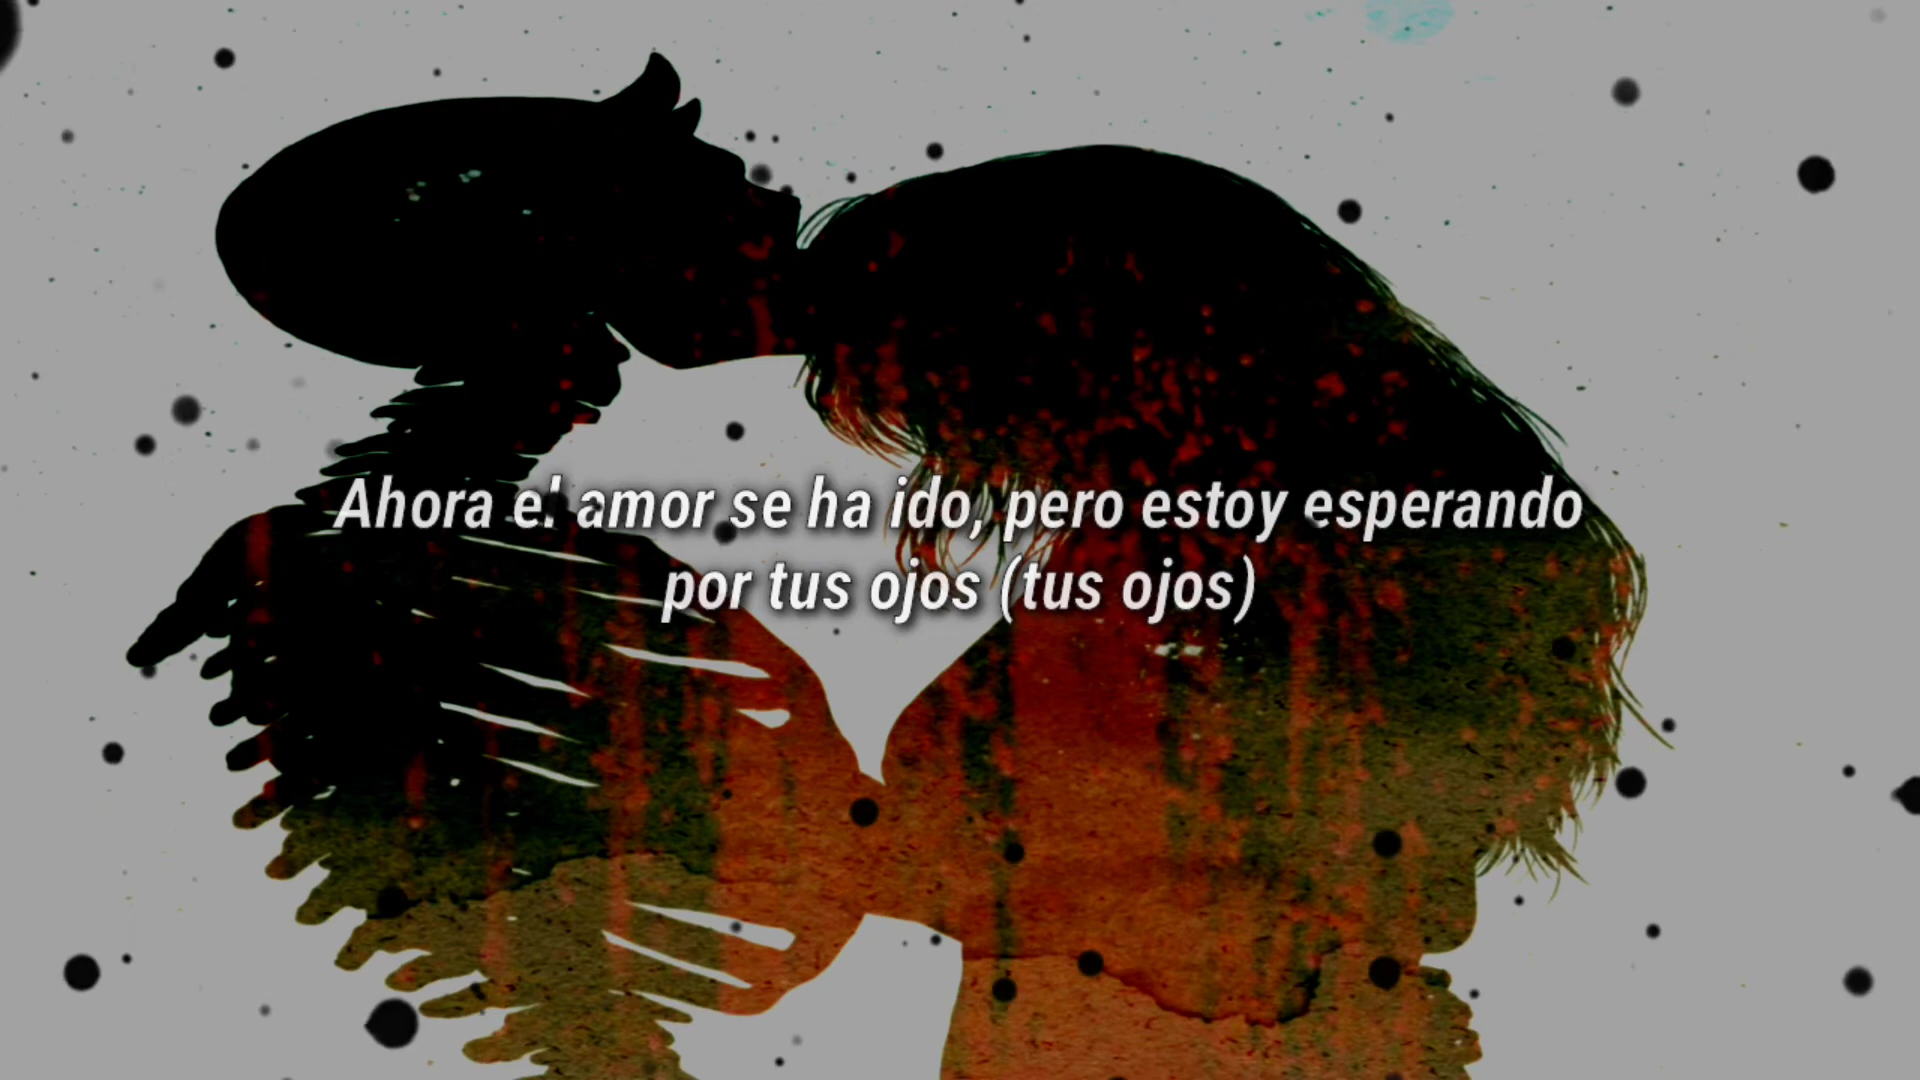 Ahora el amor se ha ido, pero estoy esperando
por tus ojos (tus ojos)